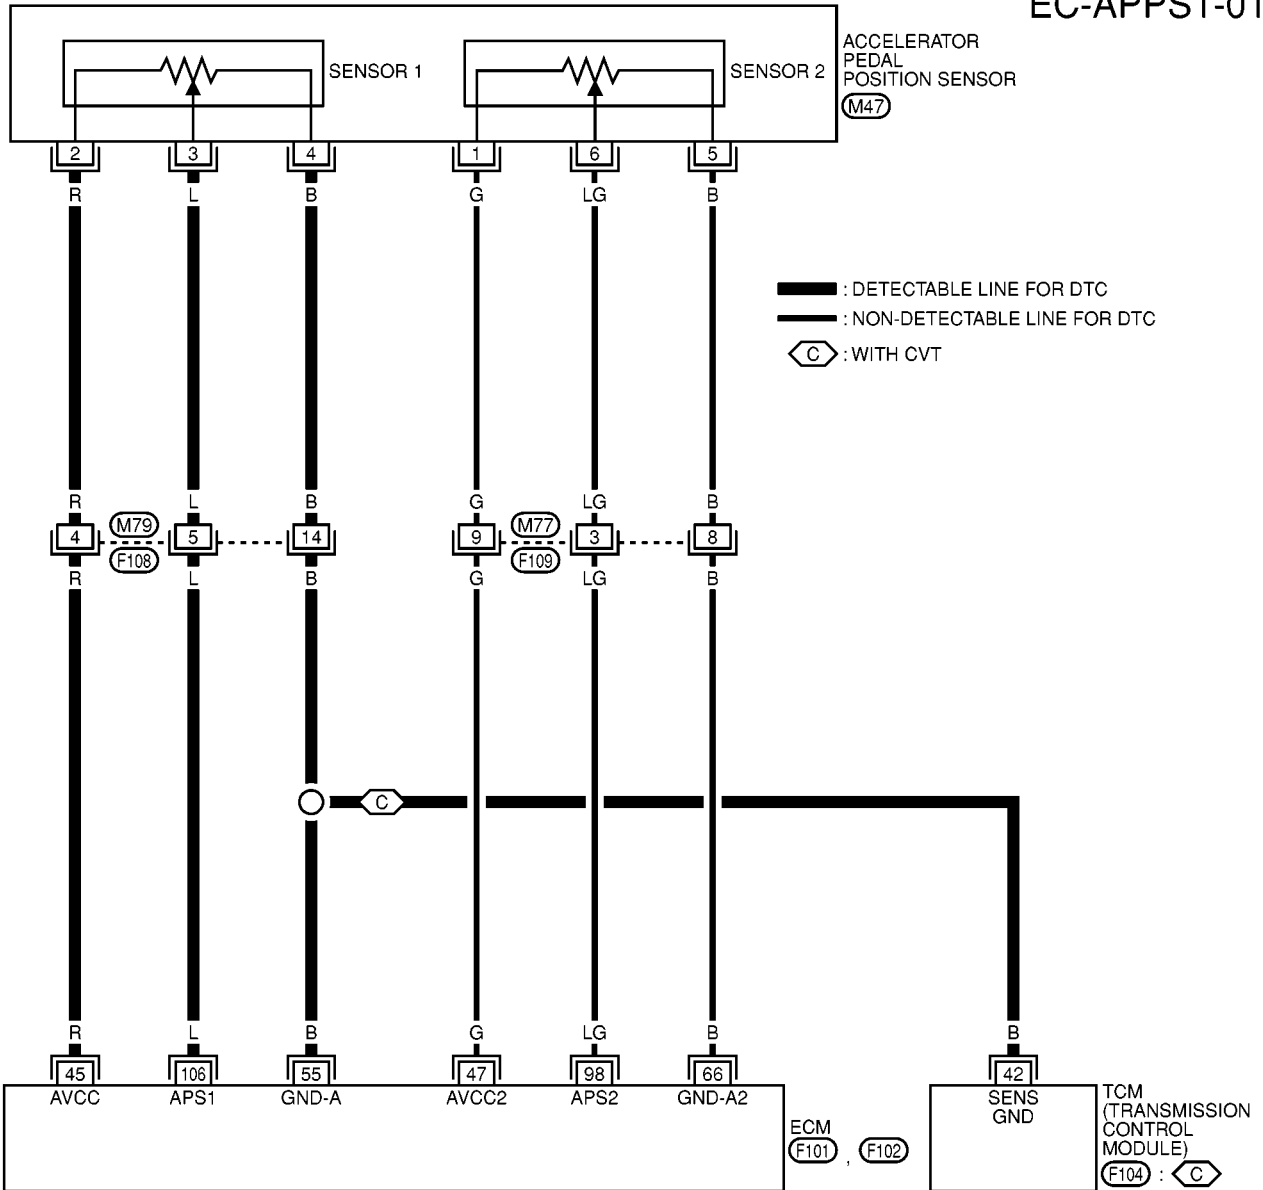 EC-APPS1-01
ACCELERATOR
PEDAL
POSITION SENSOR
M47
SENSOR 1
SENSOR 2
2 3 4 1 6 5
R L B G LG B
: DETECTABLE LINE FOR DTC
: NON-DETECTABLE LINE FOR DTC
C : WITH CVT
R L B G LG B
4 M79 5 14 9 M77 3 8
F108 F109
R L B G LG B
C
R L B G LG B B
45 106 55 47 98 66 42
AVCC APS1 GND-A AVCC2 APS2 GND-A2 SENS
GND
ECM
F101 , F102
TCM
(TRANSMISSION
CONTROL
MODULE)
F104 : C